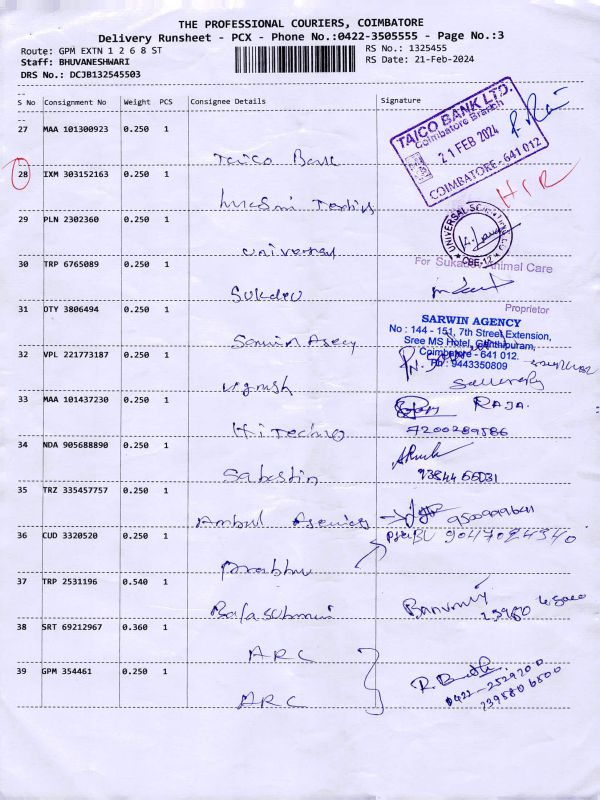 THE PROFESSIONAL COURIERS, COIMBATORE
Delivery Runsheet - PCX - Phone No.:0422-3505555 - Page No.:3
Route: GPM EXTN 1 2 6 8 ST
RS No.: 1325455
Staff: BHUVANESHWARI
RS Date: 21-Feb-2024
DRS No.: DCJB132545503
S No Consignment No Weight PCS Consignee Details Signature
27 MAA 101300923 0.250 1
Taico Bank
TAICO BANK LTD.
Coimbatore Branch
21 FEB 2024
COIMBATORE - 641 012
28 IXM 303152163 0.250 1
HSR
29 PLN 2302360 0.250 1
Universal
CBE-12
30 TRP 6765089 0.250 1
Sukdev
For Sukadev Animal Care
Proprietor
31 OTY 3806494 0.250 1
SARWIN AGENCY
No : 144 - 151, 7th Street Extension,
Sree MS Hotel, Gandhipuram,
Coimbatore - 641 012.
Ph : 9443350809
32 VPL 221773187 0.250 1
Vignesh
33 MAA 101437230 0.250 1
Hi Techno
RAJA.
7200289586
34 NDA 905688890 0.250 1
Sabastin
35 TRZ 335457757 0.250 1
36 CUD 3320520 0.250 1
Prabhu
37 TRP 2531196 0.540 1
38 SRT 69212967 0.360 1
ARC
39 GPM 354461 0.250 1
ARC